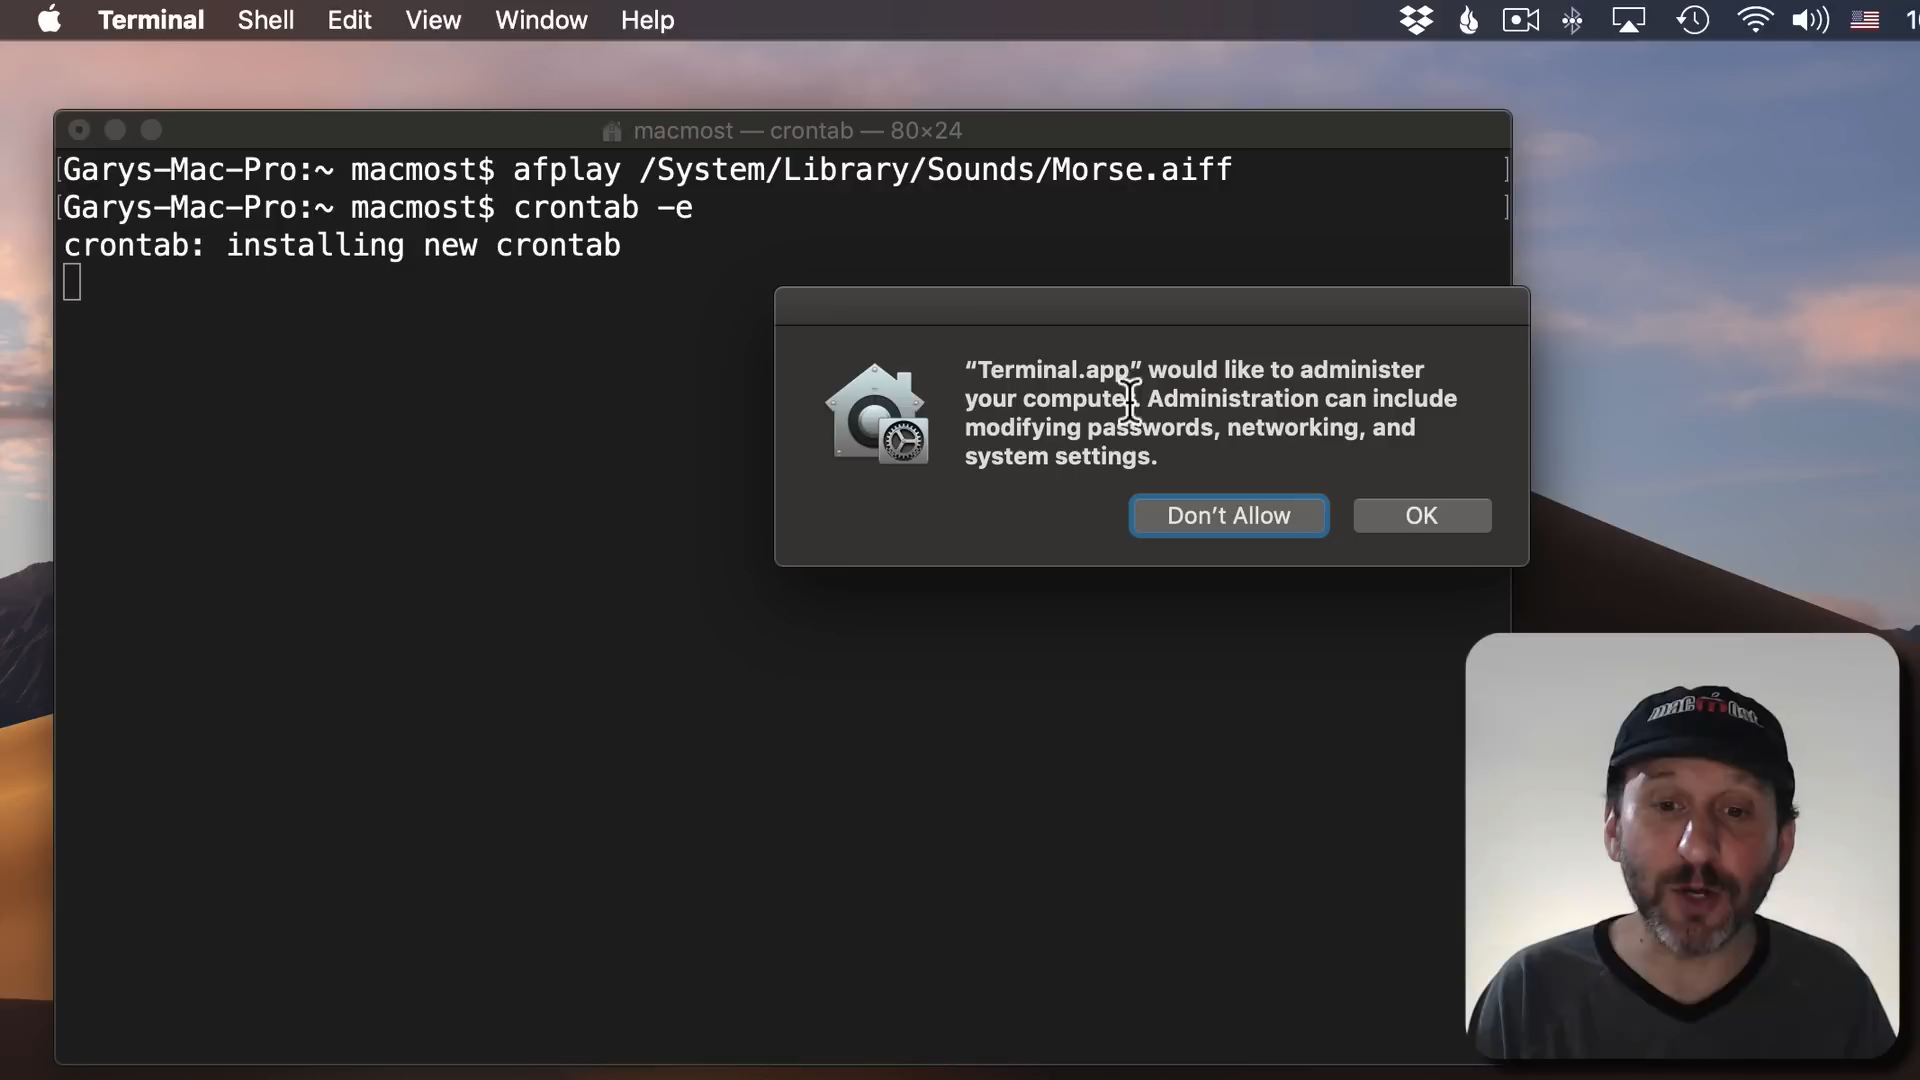 Terminal Shell Edit View Window Help
macmost — crontab — 80×24
Garys-Mac-Pro:~ macmost$ afplay /System/Library/Sounds/Morse.aiff
Garys-Mac-Pro:~ macmost$ crontab -e
crontab: installing new crontab
“Terminal.app” would like to administer
your computer. Administration can include
modifying passwords, networking, and
system settings.
Don’t Allow OK
macmost